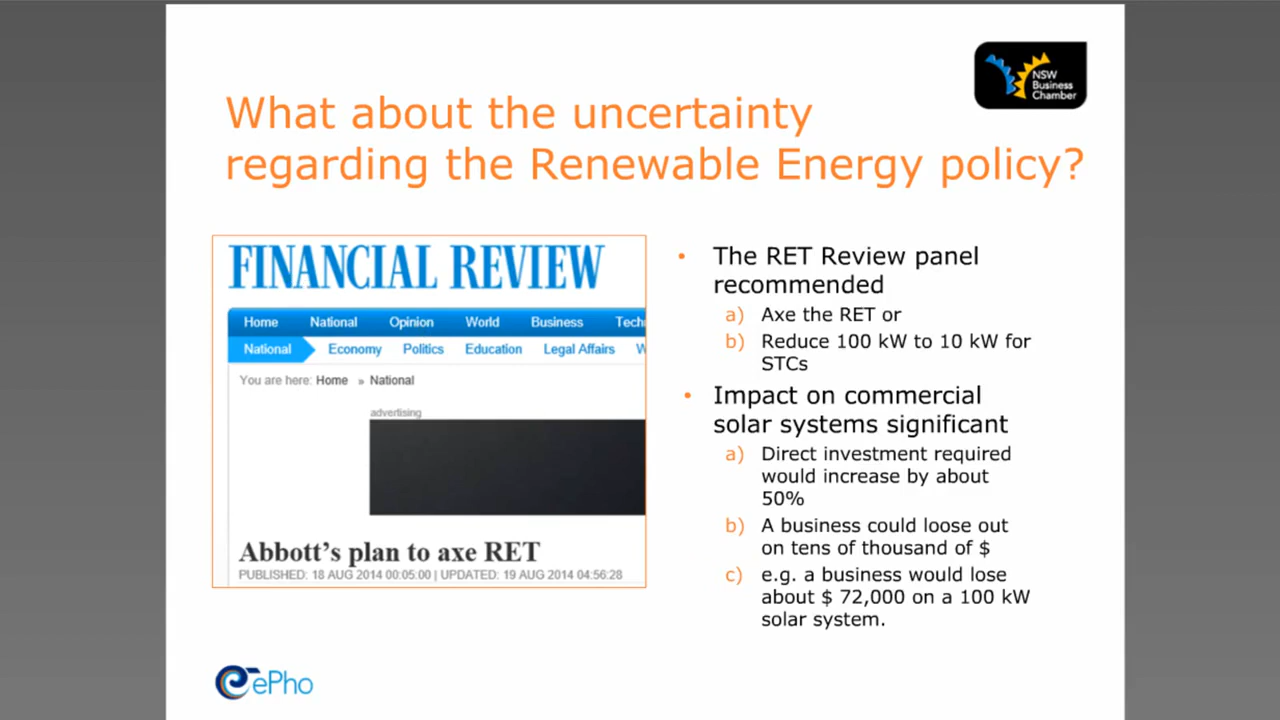 NSW
Business
Chamber
What about the uncertainty
regarding the Renewable Energy policy?
FINANCIAL REVIEW
Home National Opinion World Business Tech
National Economy Politics Education Legal Affairs W
You are here: Home » National
advertising
Abbott's plan to axe RET
PUBLISHED: 18 AUG 2014 00:05:00 | UPDATED: 19 AUG 2014 04:56:28
• The RET Review panel
recommended
a) Axe the RET or
b) Reduce 100 kW to 10 kW for
STCs
• Impact on commercial
solar systems significant
a) Direct investment required
would increase by about
50%
b) A business could loose out
on tens of thousand of $
c) e.g. a business would lose
about $ 72,000 on a 100 kW
solar system.
ePho